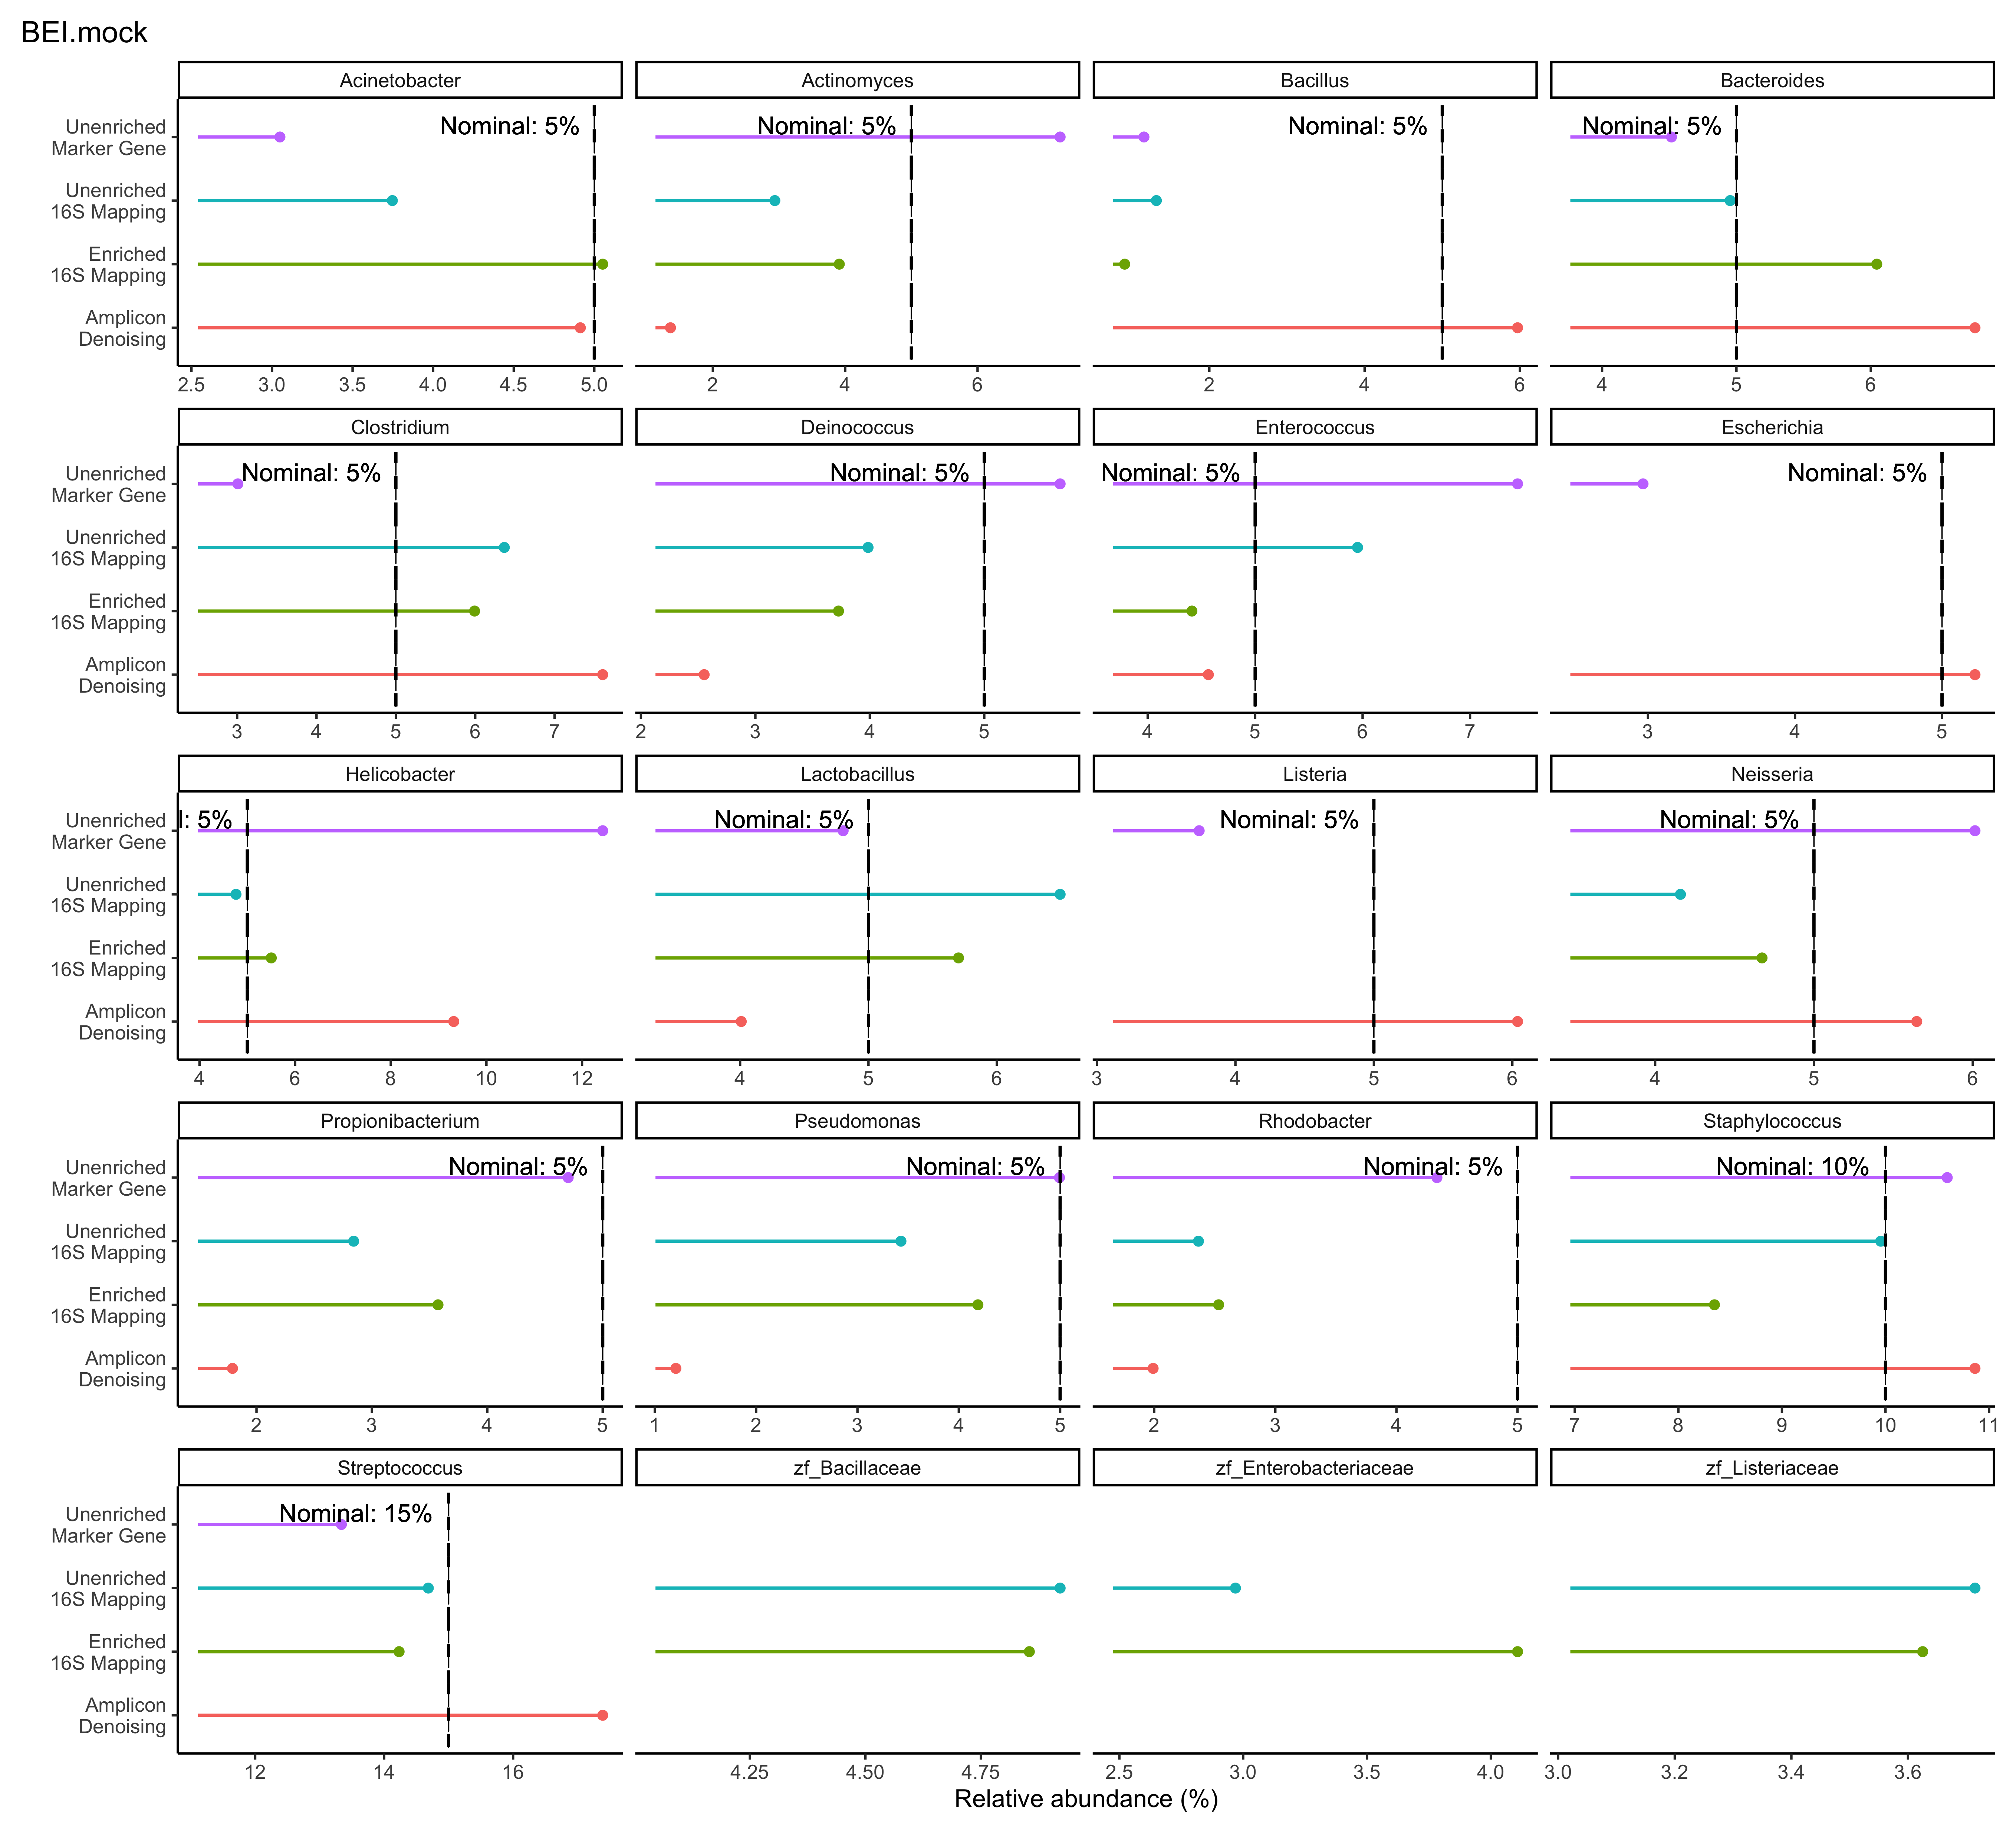 BEI.mock
Acinetobacter
Actinomyces
Bacillus
Bacteroides
Unenriched
Marker Gene
Unenriched
16S Mapping
Enriched
16S Mapping
Amplicon
Denoising
Nominal: 5%
Nominal: 5%
Nominal: 5%
Nominal: 5%
2.5 3.0 3.5 4.0 4.5 5.0
2 4 6
2 4 6
4 5 6
Clostridium
Deinococcus
Enterococcus
Escherichia
Unenriched
Marker Gene
Unenriched
16S Mapping
Enriched
16S Mapping
Amplicon
Denoising
Nominal: 5%
Nominal: 5%
Nominal: 5%
Nominal: 5%
3 4 5 6 7
2 3 4 5
4 5 6 7
3 4 5
Helicobacter
Lactobacillus
Listeria
Neisseria
Unenriched
Marker Gene
Unenriched
16S Mapping
Enriched
16S Mapping
Amplicon
Denoising
l: 5%
Nominal: 5%
Nominal: 5%
Nominal: 5%
4 6 8 10 12
4 5 6
3 4 5 6
4 5 6
Propionibacterium
Pseudomonas
Rhodobacter
Staphylococcus
Unenriched
Marker Gene
Unenriched
16S Mapping
Enriched
16S Mapping
Amplicon
Denoising
Nominal: 5%
Nominal: 5%
Nominal: 5%
Nominal: 10%
2 3 4 5
1 2 3 4 5
2 3 4 5
7 8 9 10 11
Streptococcus
zf_Bacillaceae
zf_Enterobacteriaceae
zf_Listeriaceae
Unenriched
Marker Gene
Unenriched
16S Mapping
Enriched
16S Mapping
Amplicon
Denoising
Nominal: 15%
12 14 16
4.25 4.50 4.75
2.5 3.0 3.5 4.0
3.0 3.2 3.4 3.6
Relative abundance (%)